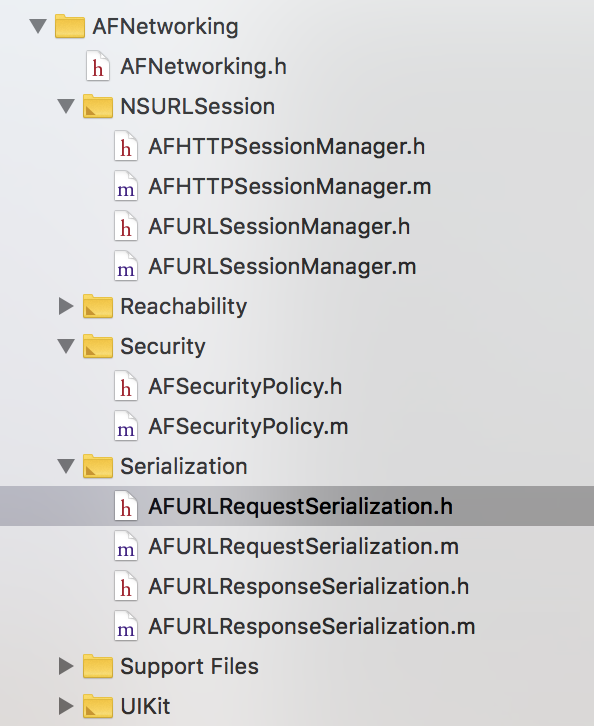 AFNetworking
h AFNetworking.h
NSURLSession
h AFHTTPSessionManager.h
m AFHTTPSessionManager.m
h AFURLSessionManager.h
m AFURLSessionManager.m
Reachability
Security
h AFSecurityPolicy.h
m AFSecurityPolicy.m
Serialization
h AFURLRequestSerialization.h
m AFURLRequestSerialization.m
h AFURLResponseSerialization.h
m AFURLResponseSerialization.m
Support Files
UIKit